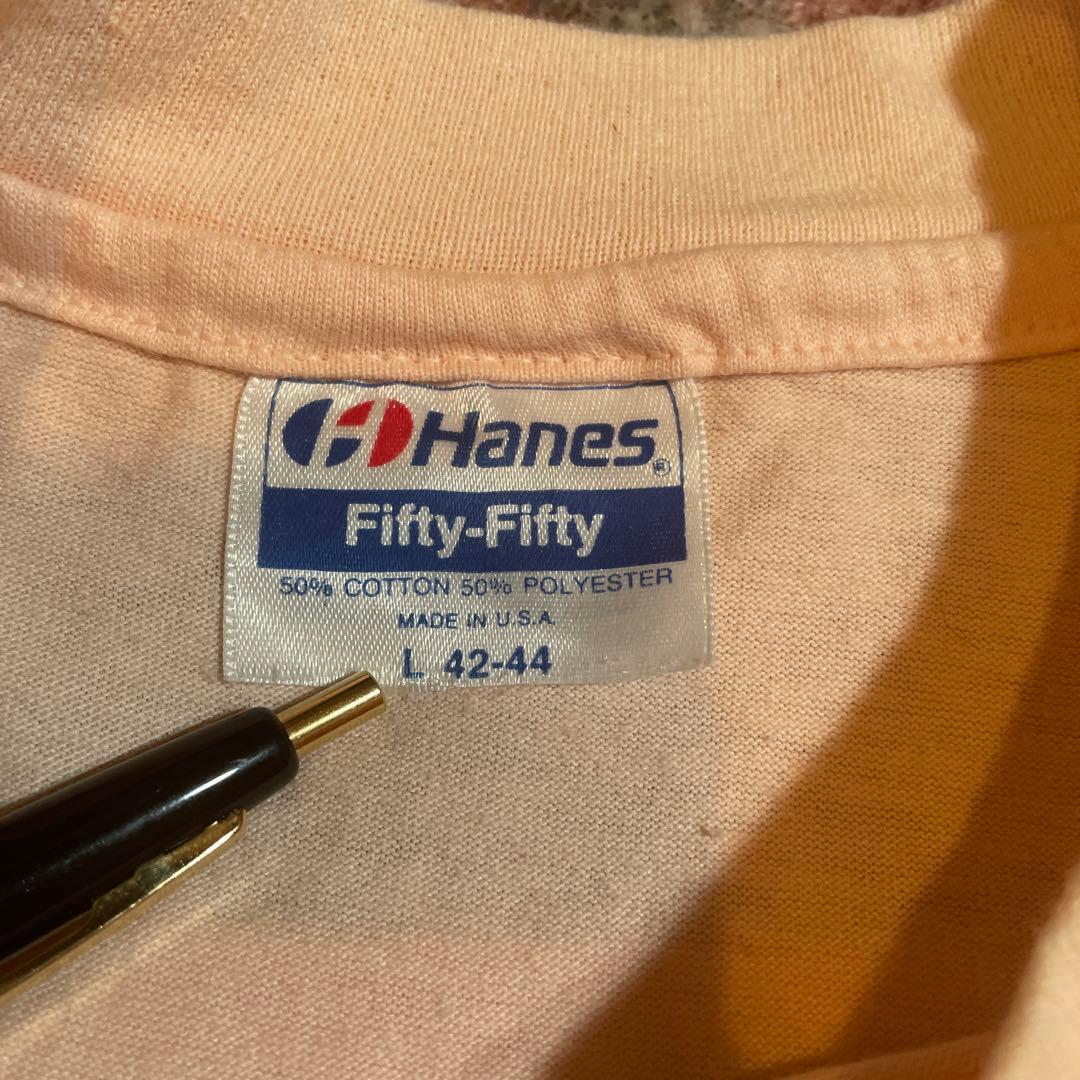 Hanes®
Fifty-Fifty
50% COTTON 50% POLYESTER
MADE IN U.S.A.
L 42-44